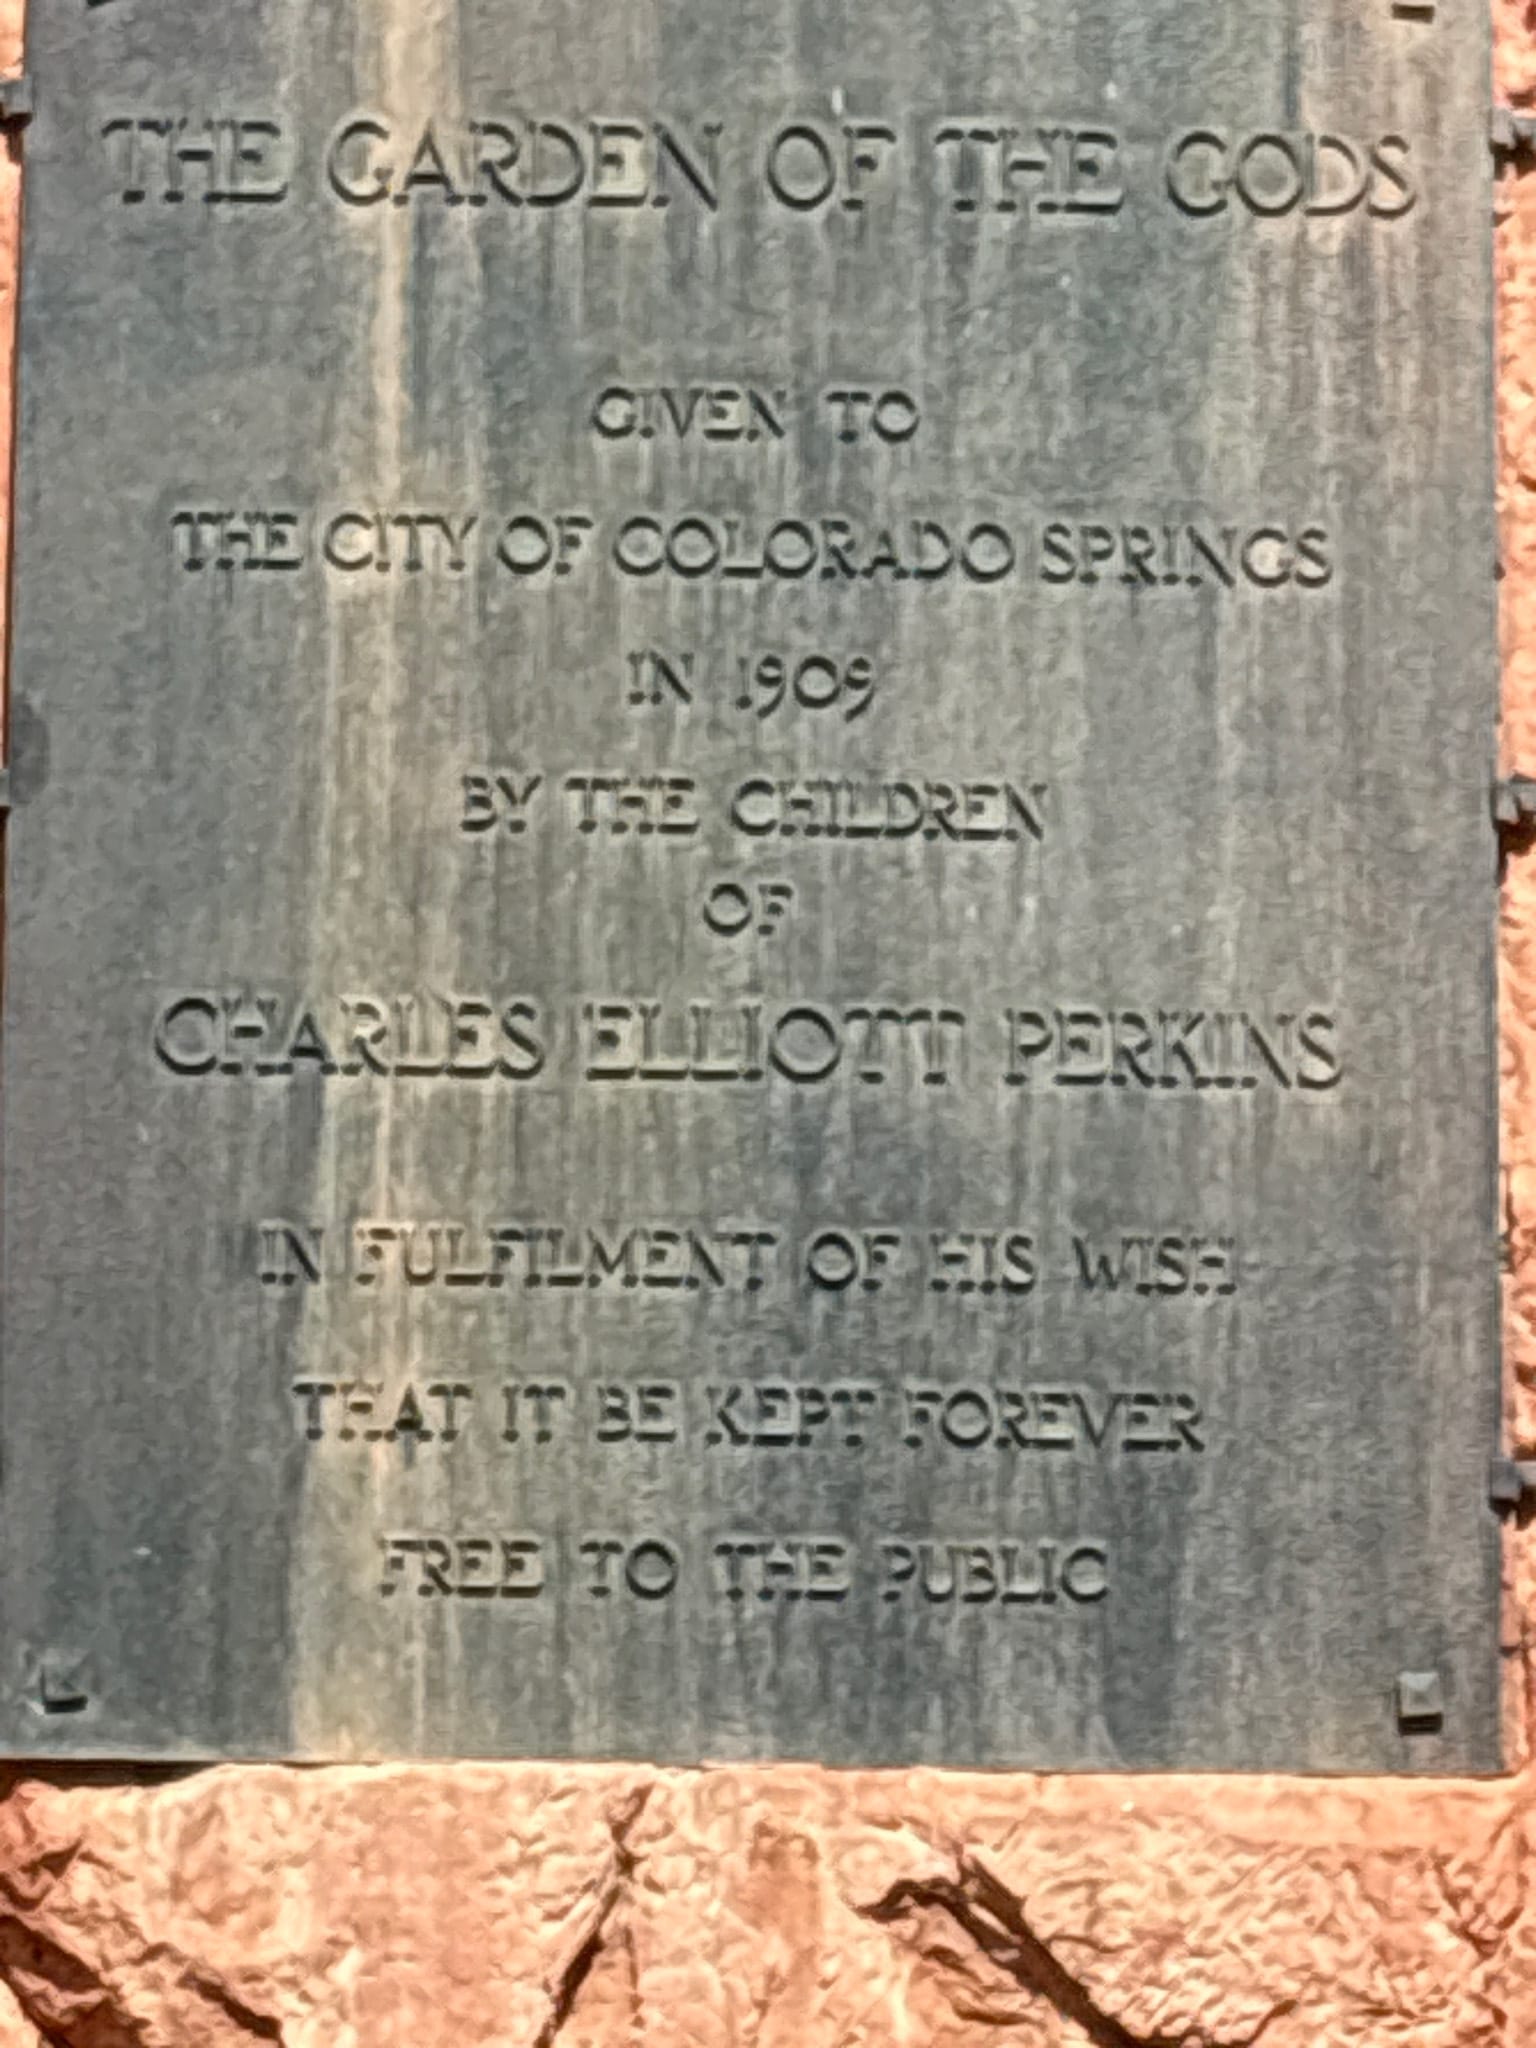 THE GARDEN OF THE GODS
GIVEN TO
THE CITY OF COLORADO SPRINGS
IN 1909
BY THE CHILDREN
OF
CHARLES ELLIOTT PERKINS
IN FULFILMENT OF HIS WISH
THAT IT BE KEPT FOREVER
FREE TO THE PUBLIC